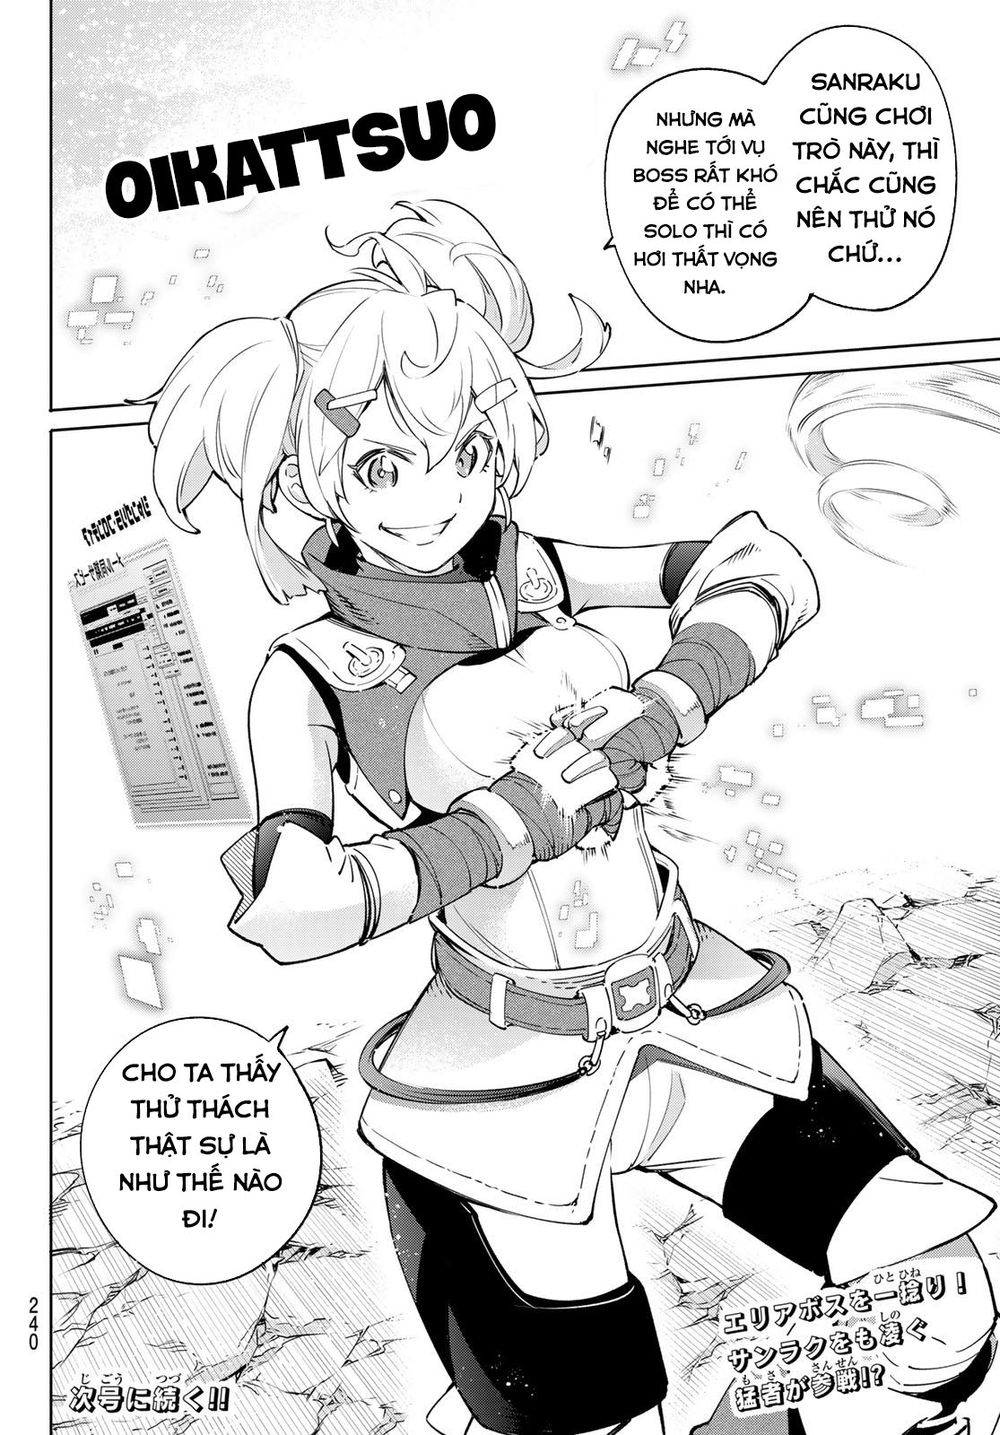 SANRAKU
CŨNG CHƠI
TRÒ NÀY, THÌ
CHẮC CŨNG
NÊN THỬ NÓ
CHỨ...
NHƯNG MÀ
NGHE TỚI VỤ
BOSS RẤT KHÓ
ĐỂ CÓ THỂ
SOLO THÌ CÓ
HƠI THẤT VỌNG
NHA.
OIKATTSUO
CHO TA THẤY
THỬ THÁCH
THẬT SỰ LÀ
NHƯ THẾ NÀO
ĐI!
エリアボスを一捻り!
サンラクをも凌ぐ
猛者が参戦!?
次号に続く!!
240